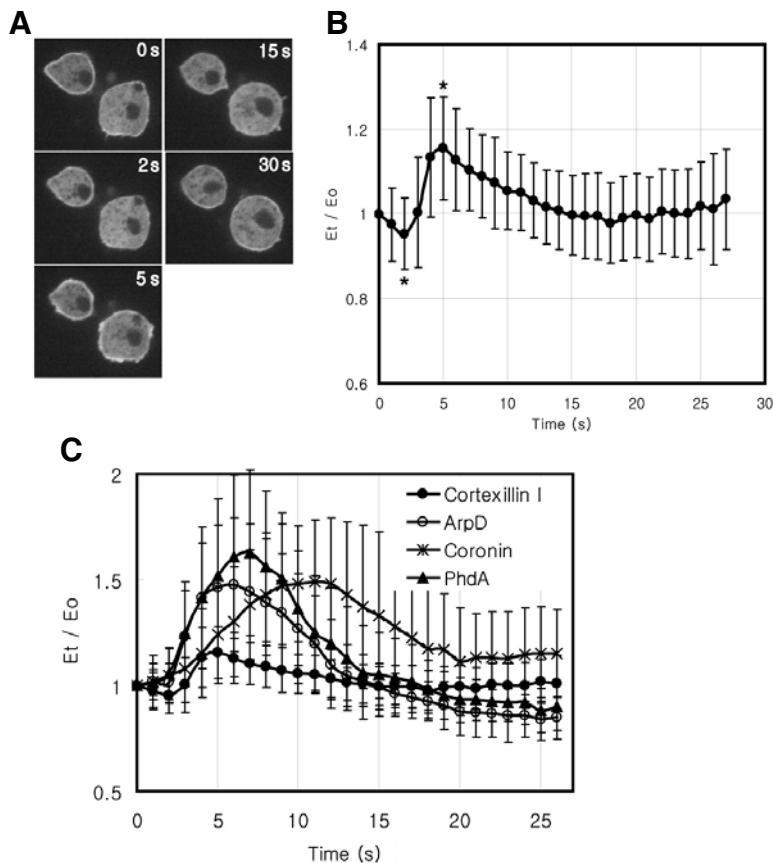 A
0 s
15 s
2 s
30 s
5 s
B
Et / Eo
1.4
1.2
1
0.8
0.6
*
*
0 5 10 15 20 25 30
Time (s)
C
Et / Eo
2
1.5
1
0.5
Cortexillin I
ArpD
Coronin
PhdA
0 5 10 15 20 25
Time (s)